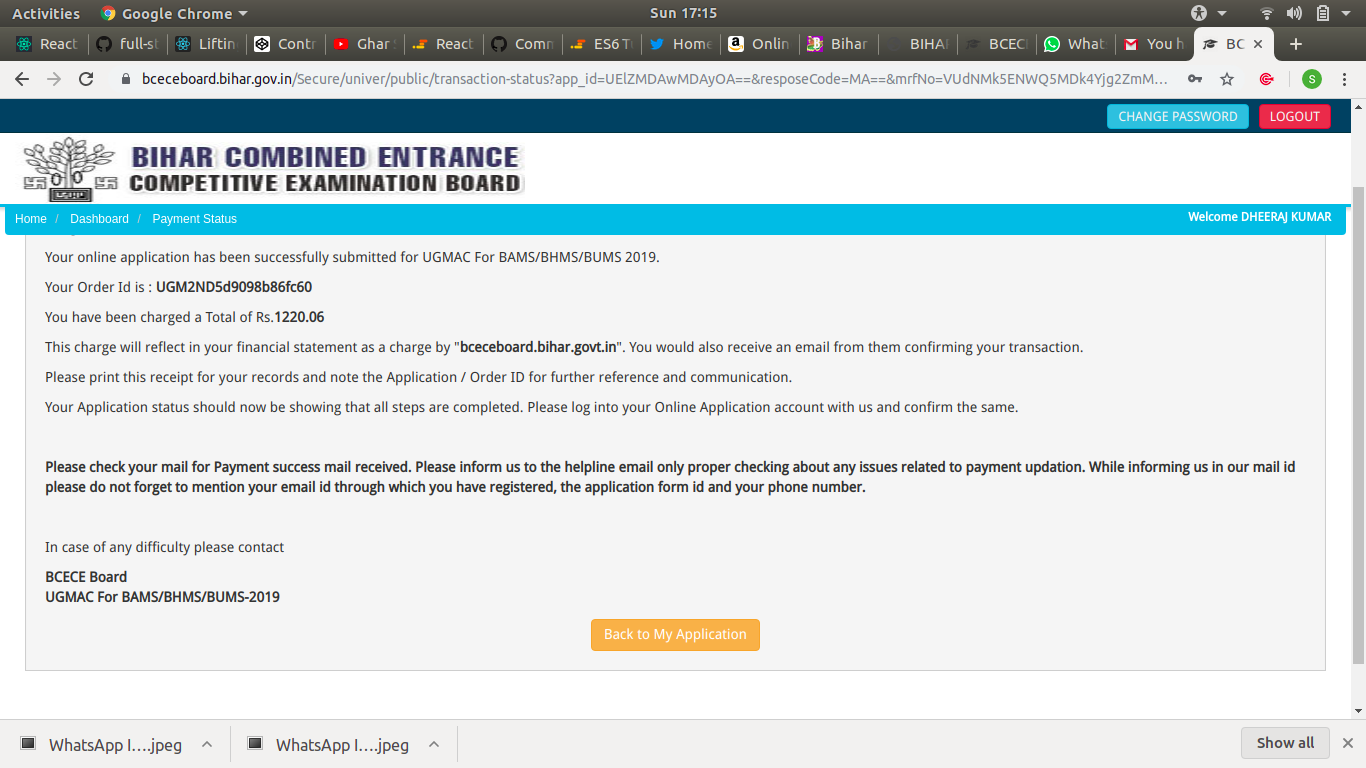 Activities Google Chrome Sun 17:15
React full-st Liftin Contr Ghar React Comm ES6 T Home Onlin Bihar BIHA BCEC What You h BC
bceceboard.bihar.gov.in/Secure/univer/public/transaction-status?app_id=UElZMDAwMDAyOA==&resposeCode=MA==&mrfNo=VUdNMk5ENWQ5MDk4Yjg2ZmM... S
CHANGE PASSWORD LOGOUT
BIHAR COMBINED ENTRANCE
COMPETITIVE EXAMINATION BOARD
Home / Dashboard / Payment Status Welcome DHEERAJ KUMAR
Your online application has been successfully submitted for UGMAC For BAMS/BHMS/BUMS 2019.
Your Order Id is : UGM2ND5d9098b86fc60
You have been charged a Total of Rs.1220.06
This charge will reflect in your financial statement as a charge by "bceceboard.bihar.govt.in". You would also receive an email from them confirming your transaction.
Please print this receipt for your records and note the Application / Order ID for further reference and communication.
Your Application status should now be showing that all steps are completed. Please log into your Online Application account with us and confirm the same.
Please check your mail for Payment success mail received. Please inform us to the helpline email only proper checking about any issues related to payment updation. While informing us in our mail id
please do not forget to mention your email id through which you have registered, the application form id and your phone number.
In case of any difficulty please contact
BCECE Board
UGMAC For BAMS/BHMS/BUMS-2019
Back to My Application
WhatsApp I....jpeg WhatsApp I....jpeg Show all